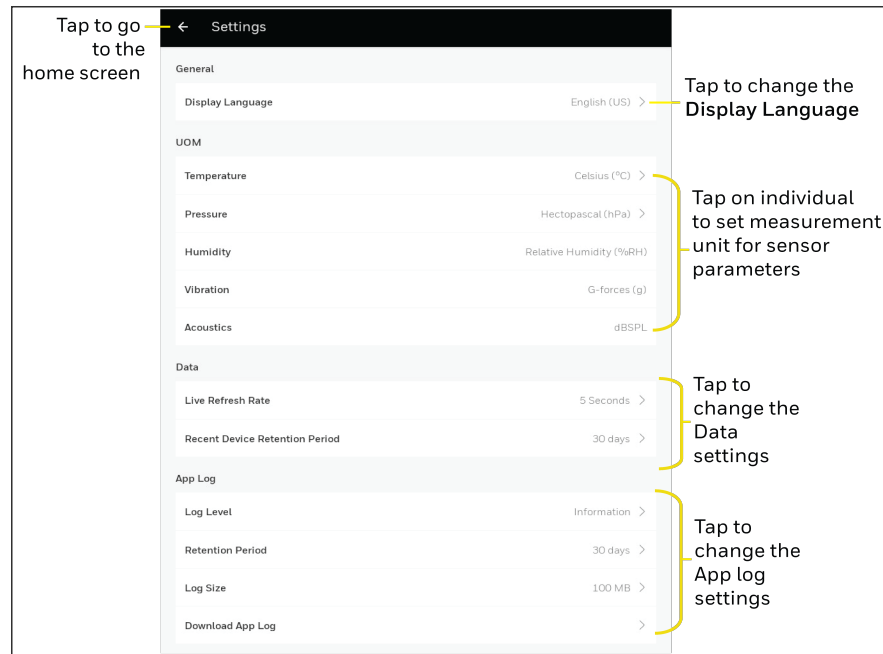 Tap to go
to the
home screen
Settings
General
Display Language
English (US)
Tap to change the
Display Language
UOM
Temperature
Celsius (°C)
Pressure
Hectopascal (hPa)
Humidity
Relative Humidity (%RH)
Vibration
G-forces (g)
Acoustics
dBSPL
Tap on individual
to set measurement
unit for sensor
parameters
Data
Live Refresh Rate
5 Seconds
Recent Device Retention Period
30 days
Tap to
change the
Data
settings
App Log
Log Level
Information
Retention Period
30 days
Log Size
100 MB
Download App Log
Tap to
change the
App log
settings